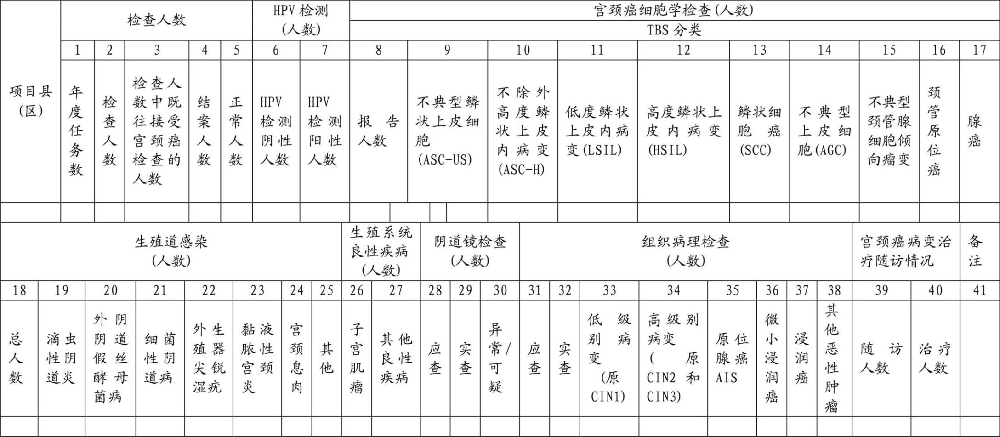 项目县
(区)
检查人数
HPV 检测
(人数)
宫颈癌细胞学检查(人数)
TBS 分类
1
2
3
4
5
6
7
8
9
10
11
12
13
14
15
16
17
年
度
任
务
数
检
查
人
数
检查人
数中既
往接受
宫颈癌
检查的
人数
结
案
人
数
正
常
人
数
HPV
检测
阴性
人数
HPV
检测
阳性
人数
报告
人数
不典型鳞
状上皮细
胞
(ASC-US)
不除外
高度鳞
状上皮
内病变
(ASC-H)
低度鳞状
上皮内病
变(LSIL)
高度鳞状上
皮内病变
(HSIL)
鳞状细
胞癌
(SCC)
不典型
上皮细
胞(AGC)
不典型
颈管腺
细胞倾
向瘤变
颈
管
原
位
癌
腺
癌
生殖道感染
(人数)
生殖系统
良性疾病
(人数)
阴道镜检查
(人数)
组织病理检查
(人数)
宫颈癌病变治
疗随访情况
备
注
18
19
20
21
22
23
24
25
26
27
28
29
30
31
32
33
34
35
36
37
38
39
40
41
总
人
数
滴虫
性阴
道炎
外阴
阴道
假丝
酵母
菌病
细菌
性阴
道病
外生
殖器
尖锐
湿疣
黏液
脓性
宫颈
炎
宫
颈
息
肉
其
他
子
宫
肌
瘤
其他
良性
疾病
应
查
实
查
异
常/
可
疑
应
查
实
查
低级
别病
变
(原
CIN1)
高级别
病变
(原
CIN2 和
CIN3)
原位
腺癌
AIS
微
小
浸
润
癌
浸
润
癌
其
他
恶
性
肿
瘤
随访
人数
治疗
人数